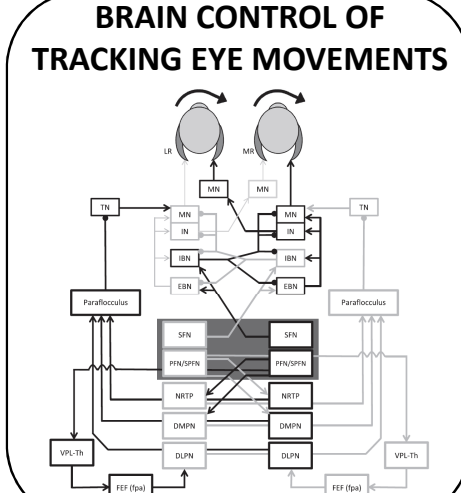 BRAIN CONTROL OF
TRACKING EYE MOVEMENTS
LR MR
MN MN
TN MN MN TN
IN IN
IBN IBN
EBN EBN
Paraflocculus Paraflocculus
SFN SFN
PFN/SPFN PFN/SPFN
NRTP NRTP
DMPN DMPN
VPL-Th DLPN DLPN VPL-Th
FEF (fpa) FEF (fpa)